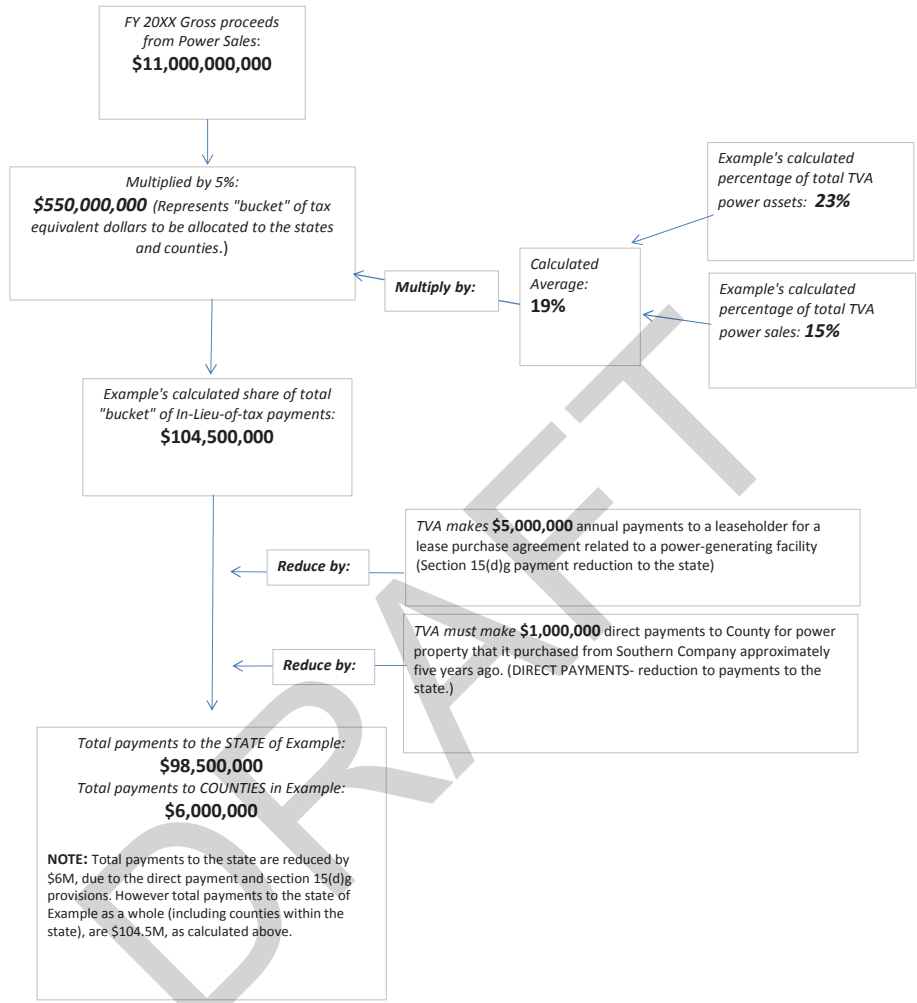 FY 20XX Gross proceeds
from Power Sales:
$11,000,000,000
Multiplied by 5%:
$550,000,000 (Represents "bucket" of tax
equivalent dollars to be allocated to the states
and counties.)
Multiply by:
Calculated
Average:
19%
Example's calculated
percentage of total TVA
power assets: 23%
Example's calculated
percentage of total TVA
power sales: 15%
Example's calculated share of total
"bucket" of In-Lieu-of-tax payments:
$104,500,000
Reduce by:
TVA makes $5,000,000 annual payments to a leaseholder for a
lease purchase agreement related to a power-generating facility
(Section 15(d)g payment reduction to the state)
Reduce by:
TVA must make $1,000,000 direct payments to County for power
property that it purchased from Southern Company approximately
five years ago. (DIRECT PAYMENTS- reduction to payments to the
state.)
Total payments to the STATE of Example:
$98,500,000
Total payments to COUNTIES in Example:
$6,000,000
NOTE: Total payments to the state are reduced by
$6M, due to the direct payment and section 15(d)g
provisions. However total payments to the state of
Example as a whole (including counties within the
state), are $104.5M, as calculated above.
DRAFT